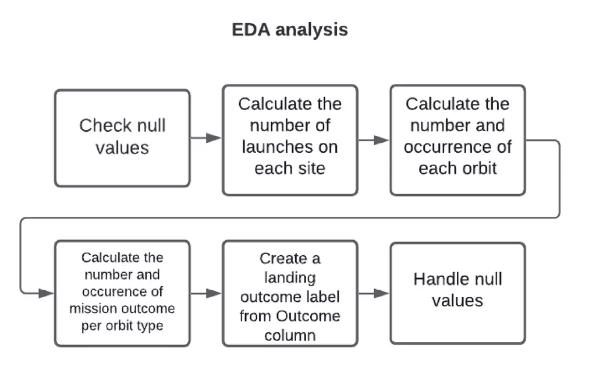 EDA analysis
Check null
values
Calculate the
number of
launches on
each site
Calculate the
number and
occurrence of
each orbit
Calculate the
number and
occurence of
mission outcome
per orbit type
Create a
landing
outcome label
from Outcome
column
Handle null
values